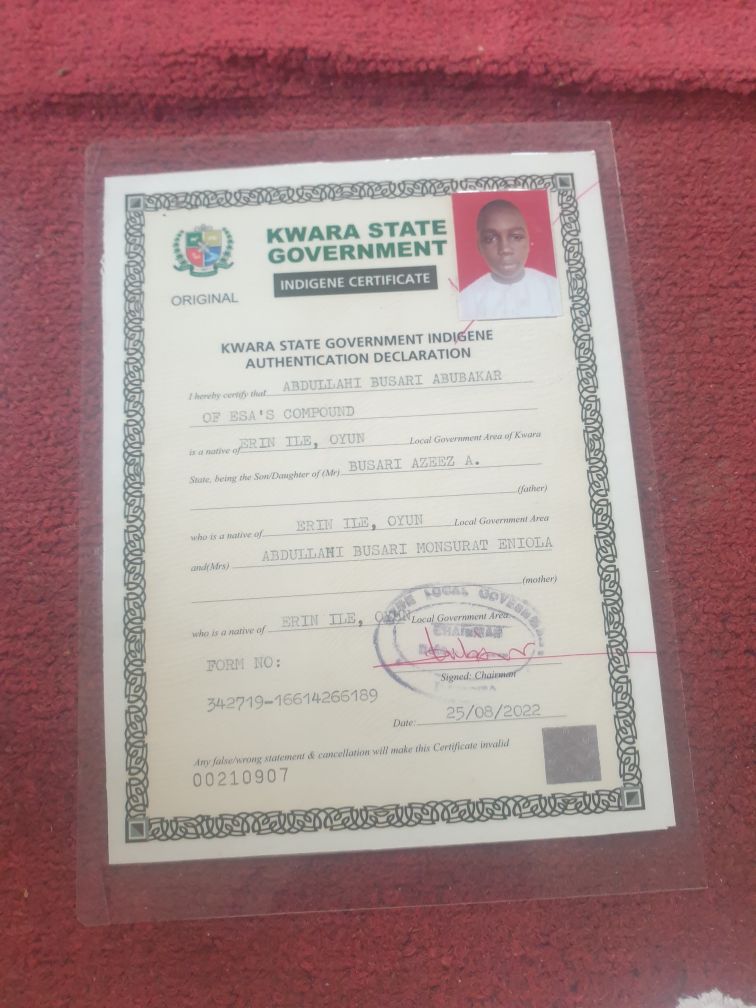 KWARA STATE
GOVERNMENT
INDIGENE CERTIFICATE
ORIGINAL
KWARA STATE GOVERNMENT INDIGENE
AUTHENTICATION DECLARATION
I hereby certify that ABDULLAHI BUSARI ABUBAKAR
OF ESA'S COMPOUND
is a native of ERIN ILE, OYUN Local Government Area of Kwara
State, being the Son/Daughter of (Mr) BUSARI AZEEZ A.
(father)
who is a native of ERIN ILE, OYUN Local Government Area
and(Mrs) ABDULLAHI BUSARI MONSURAT ENIOLA
(mother)
who is a native of ERIN ILE, OYUN Local Government Area
LOCAL GOVERNMENT
CHAIRMAN
FORM NO:
Signed: Chairman
342719-16614266189
Date: 25/08/2022
Any false/wrong statement & cancellation will make this Certificate invalid
00210907